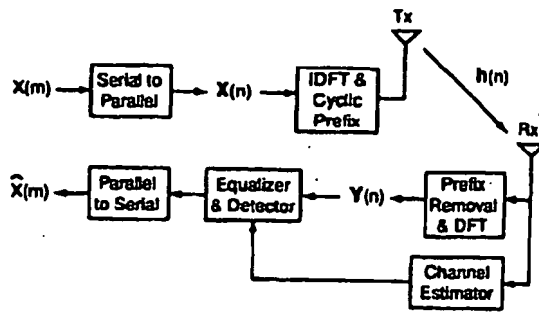 Tx
X(m)
Serial to
Parallel
X(n)
IDFT &
Cyclic
Prefix
h(n)
Rx
X̂(m)
Parallel
to Serial
Equalizer
& Detector
Y(n)
Prefix
Removal
& DFT
Channel
Estimator